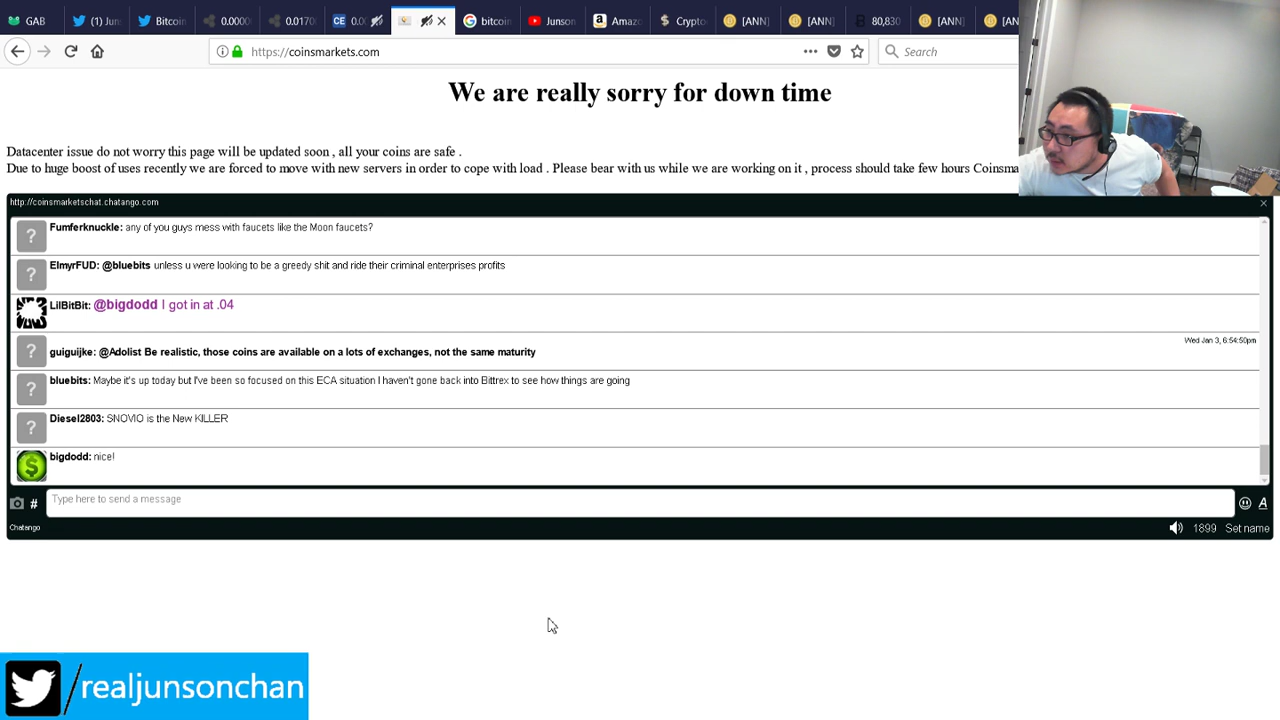 GAB
(1) Jun
Bitcoin
0.0000
0.0170
CE
0.00
bitcoin
Junson
Amazo
Crypto
[ANN]
[ANN]
80,830
[ANN]
[AN
https://coinsmarkets.com
Search
We are really sorry for down time
Datacenter issue do not worry this page will be updated soon , all your coins are safe .
Due to huge boost of uses recently we are forced to move with new servers in order to cope with load . Please bear with us while we are working on it , process should take few hours Coinsma
http://coinsmarketschat.chatango.com
Fumferknuckle: any of you guys mess with faucets like the Moon faucets?
ElmyrFUD: @bluebits unless u were looking to be a greedy shit and ride their criminal enterprises profits
LilBitBit: @bigdodd I got in at .04
Wed Jan 3, 6:54:50pm
guiguijke: @Adolist Be realistic, those coins are available on a lots of exchanges, not the same maturity
bluebits: Maybe it's up today but I've been so focused on this ECA situation I haven't gone back into Bittrex to see how things are going
Diesel2803: SNOVIO is the New KILLER
bigdodd: nice!
# Type here to send a message A
Chatango
1899 Set name
/realjunsonchan